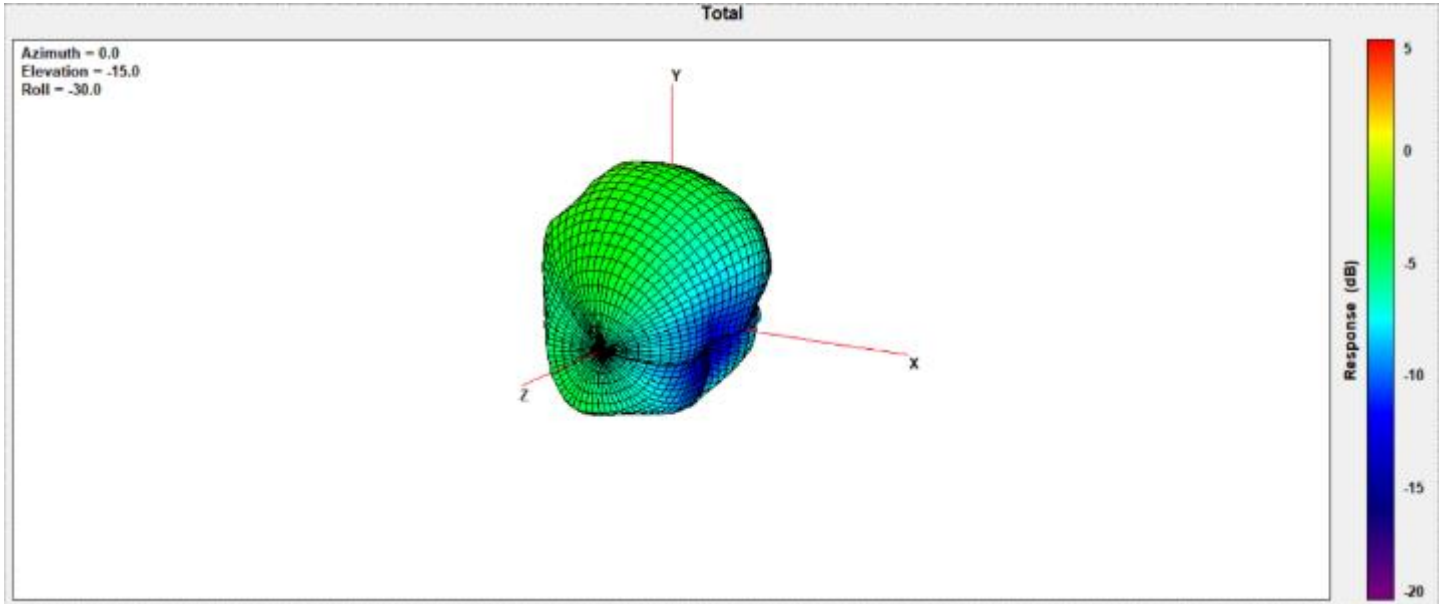 Total
Azimuth = 0.0
Elevation = -15.0
Roll = -30.0
Y
X
Z
5
0
-5
-10
-15
-20
Response (dB)